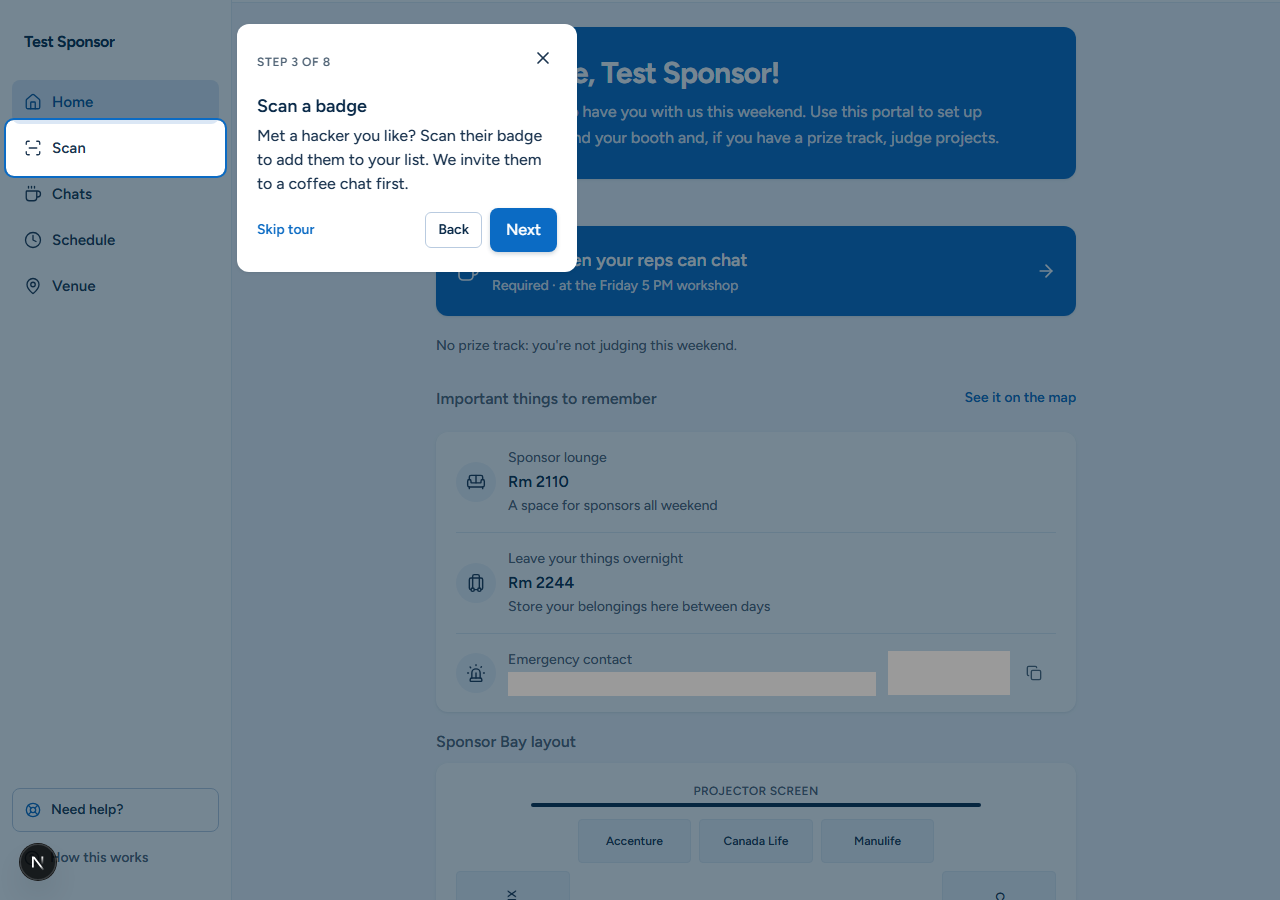 Test Sponsor
Home
Scan
Chats
Schedule
Venue
Need help?
How this works
N
STEP 3 OF 8
Scan a badge
Met a hacker you like? Scan their badge
to add them to your list. We invite them
to a coffee chat first.
Skip tour
Back
Next
e, Test Sponsor!
have you with us this weekend. Use this portal to set up
nd your booth and, if you have a prize track, judge projects.
en your reps can chat
Required · at the Friday 5 PM workshop
No prize track: you're not judging this weekend.
Important things to remember
See it on the map
Sponsor lounge
Rm 2110
A space for sponsors all weekend
Leave your things overnight
Rm 2244
Store your belongings here between days
Emergency contact
Sponsor Bay layout
PROJECTOR SCREEN
Accenture
Canada Life
Manulife